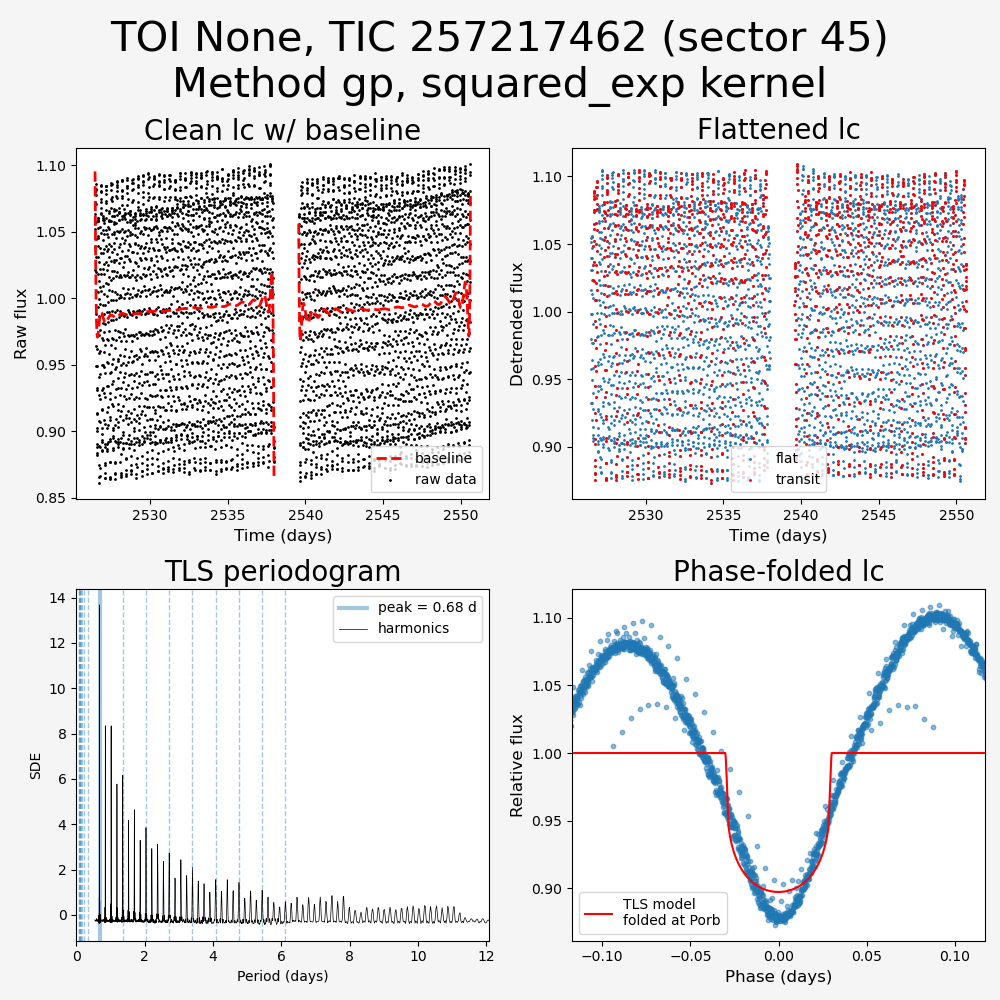 TOI None, TIC 257217462 (sector 45)
Method gp, squared_exp kernel
Clean lc w/ baseline
Raw flux
1.10
1.05
1.00
0.95
0.90
0.85
baseline
raw data
2530
2535
2540
2545
2550
Time (days)
Flattened lc
Detrended flux
1.10
1.05
1.00
0.95
0.90
flat
transit
2530
2535
2540
2545
2550
Time (days)
TLS periodogram
SDE
14
12
10
8
6
4
2
0
peak = 0.68 d
harmonics
0
2
4
6
8
10
12
Period (days)
Phase-folded lc
Relative flux
1.10
1.05
1.00
0.95
0.90
TLS model
folded at Porb
−0.10
−0.05
0.00
0.05
0.10
Phase (days)